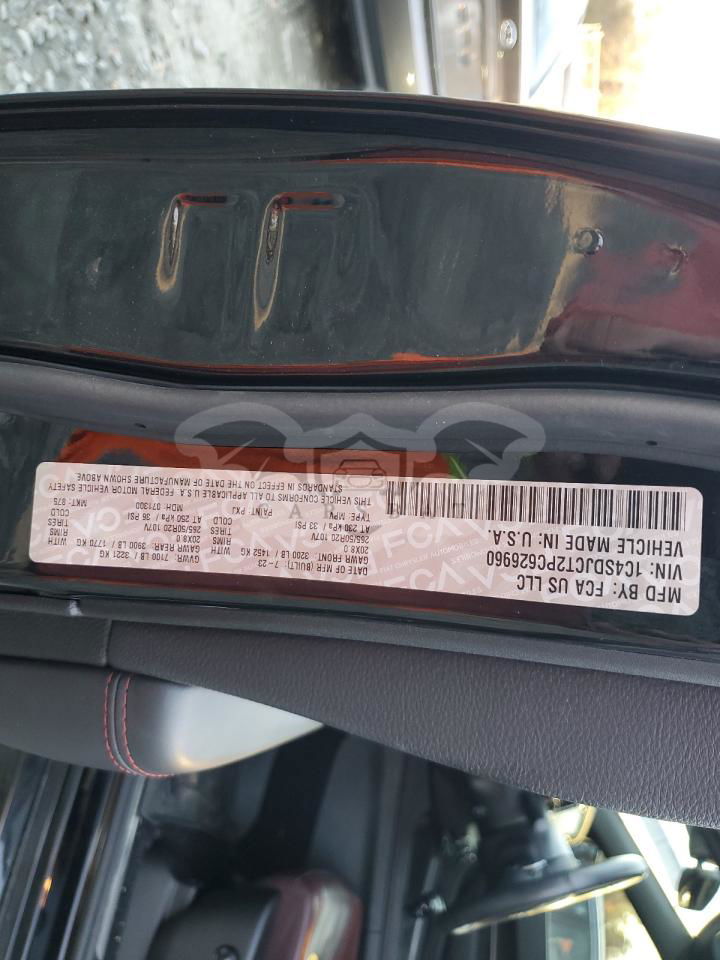 MFD BY: FCA US LLC
VIN: 1C4SDJCT2PC626960
VEHICLE MADE IN: U.S.A.
DATE OF MFR (BUILT): 7-23
GVWR: 7100 LB / 3221 KG
GAWR FRONT: 3200 LB / 1452 KG
GAWR REAR: 3900 LB / 1770 KG
WITH
20X8.0
RIMS
20X8.0
RIMS
WITH
265/50R20 107V
TIRES
265/50R20 107V
TIRES
AT 230 kPa / 33 PSI
COLD
AT 250 kPa / 36 PSI
COLD
TYPE: MPV
PAINT: PXJ
MDH: 071300
MKT: 875
THIS VEHICLE CONFORMS TO ALL APPLICABLE U.S.A. FEDERAL MOTOR VEHICLE SAFETY
STANDARDS IN EFFECT ON THE DATE OF MANUFACTURE SHOWN ABOVE